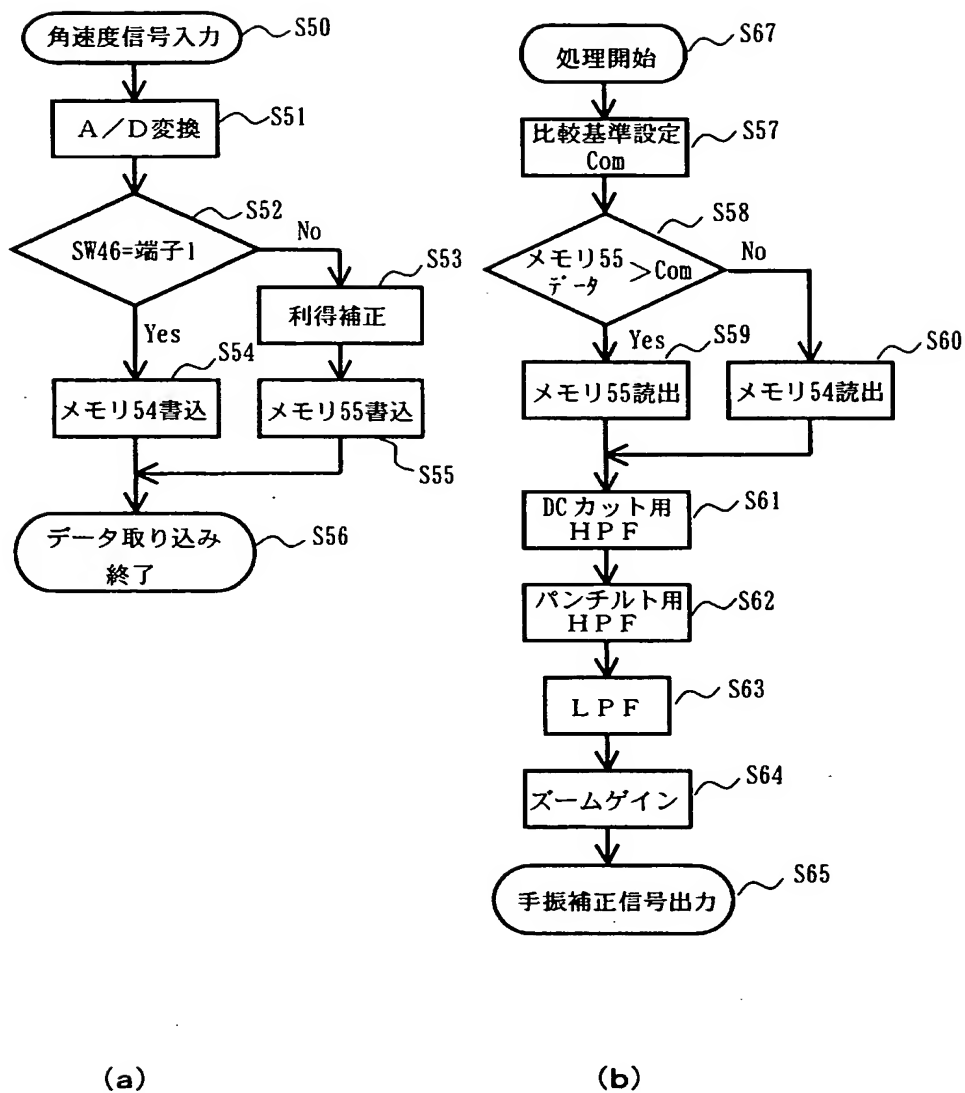 角速度信号入力
S50
A/D変換
S51
SW46=端子1
S52
No
Yes
S53
利得補正
S54
メモリ54書込
メモリ55書込
S55
データ取り込み
終了
S56
(a)
処理開始
S67
比較基準設定
Com
S57
メモリ55
データ
>Com
S58
No
Yes
S59
メモリ55読出
S60
メモリ54読出
DCカット用
HPF
S61
パンチルト用
HPF
S62
LPF
S63
ズームゲイン
S64
手振補正信号出力
S65
(b)